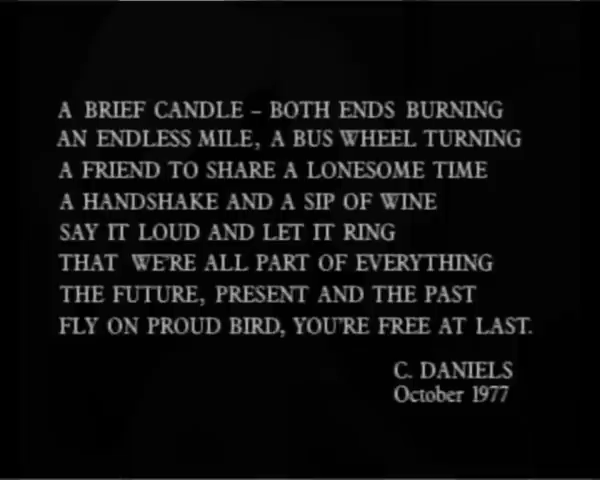 A BRIEF CANDLE – BOTH ENDS BURNING
AN ENDLESS MILE, A BUS WHEEL TURNING
A FRIEND TO SHARE A LONESOME TIME
A HANDSHAKE AND A SIP OF WINE
SAY IT LOUD AND LET IT RING
THAT WE'RE ALL PART OF EVERYTHING
THE FUTURE, PRESENT AND THE PAST
FLY ON PROUD BIRD, YOU'RE FREE AT LAST.
C. DANIELS
October 1977